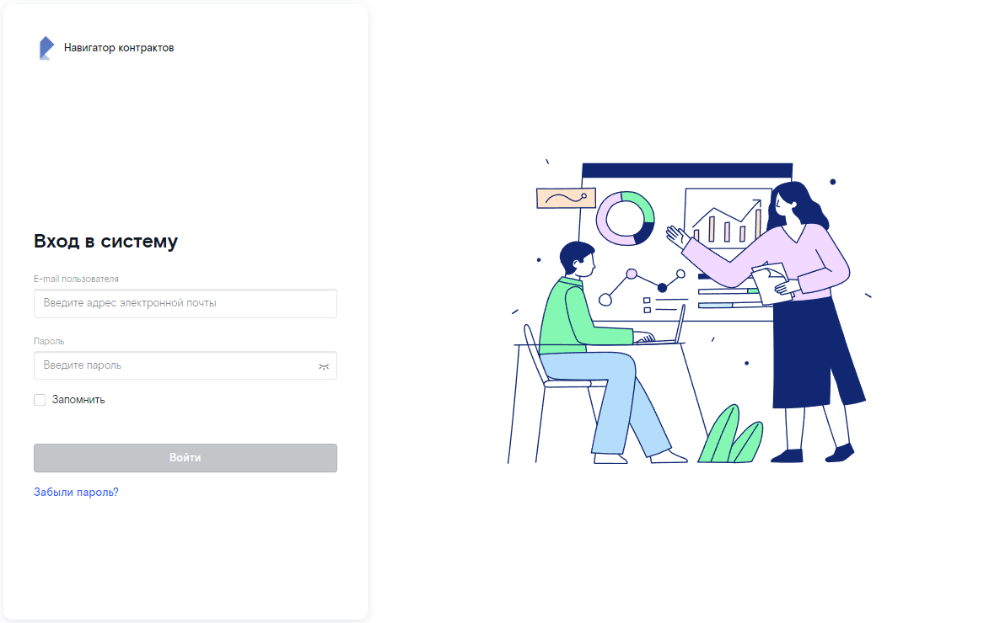 Навигатор контрактов
Вход в систему
E-mail пользователя
Введите адрес электронной почты
Пароль
Введите пароль
Запомнить
Войти
Забыли пароль?